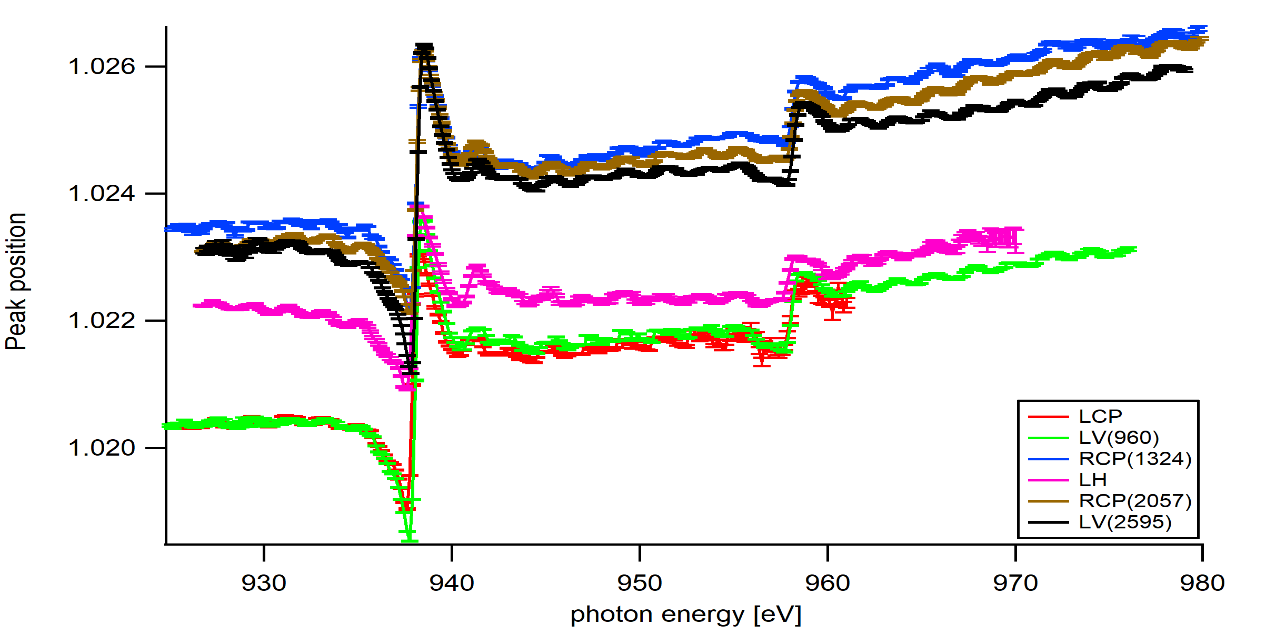 Peak position
1.026
1.024
1.022
1.020
930
940
950
960
970
980
photon energy [eV]
LCP
LV(960)
RCP(1324)
LH
RCP(2057)
LV(2595)